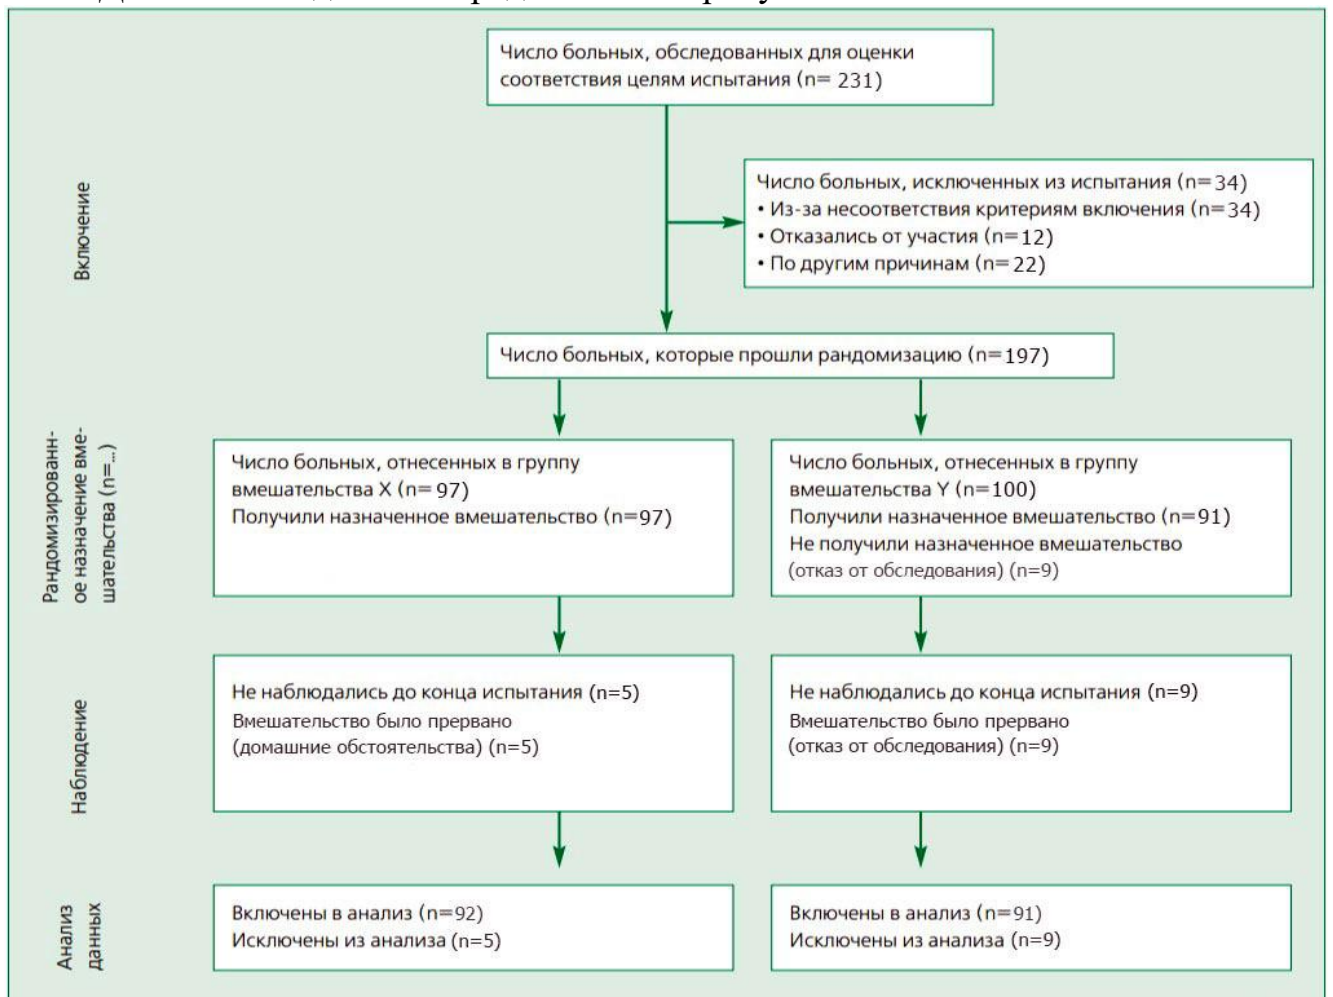 Число больных, обследованных для оценки
соответствия целям испытания (n= 231)
Включение
Число больных, исключенных из испытания (n=34)
• Из-за несоответствия критериям включения (n=34)
• Отказались от участия (n=12)
• По другим причинам (n=22)
Число больных, которые прошли рандомизацию (n=197)
Рандомизированн-
ое назначение вме-
шательства (n=...)
Число больных, отнесенных в группу
вмешательства X (n=97)
Получили назначенное вмешательство (n=97)
Число больных, отнесенных в группу
вмешательства Y (n=100)
Получили назначенное вмешательство (n=91)
Не получили назначенное вмешательство
(отказ от обследования) (n=9)
Наблюдение
Не наблюдались до конца испытания (n=5)
Вмешательство было прервано
(домашние обстоятельства) (n=5)
Не наблюдались до конца испытания (n=9)
Вмешательство было прервано
(отказ от обследования) (n=9)
Анализ
данных
Включены в анализ (n=92)
Исключены из анализа (n=5)
Включены в анализ (n=91)
Исключены из анализа (n=9)